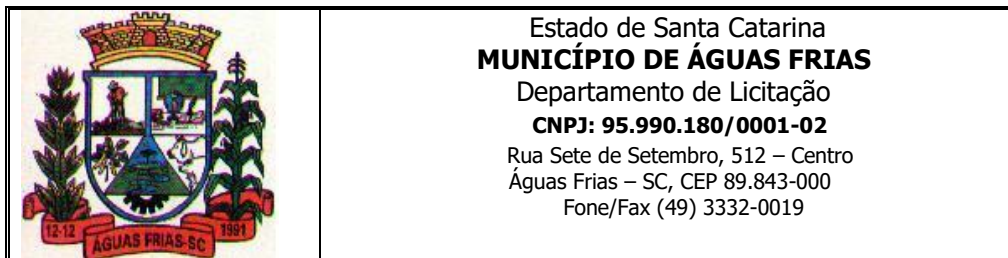 Estado de Santa Catarina
MUNICÍPIO DE ÁGUAS FRIAS
Departamento de Licitação
CNPJ: 95.990.180/0001-02
Rua Sete de Setembro, 512 – Centro
Águas Frias – SC, CEP 89.843-000
Fone/Fax (49) 3332-0019
12-12
ÁGUAS FRIAS-SC
1991